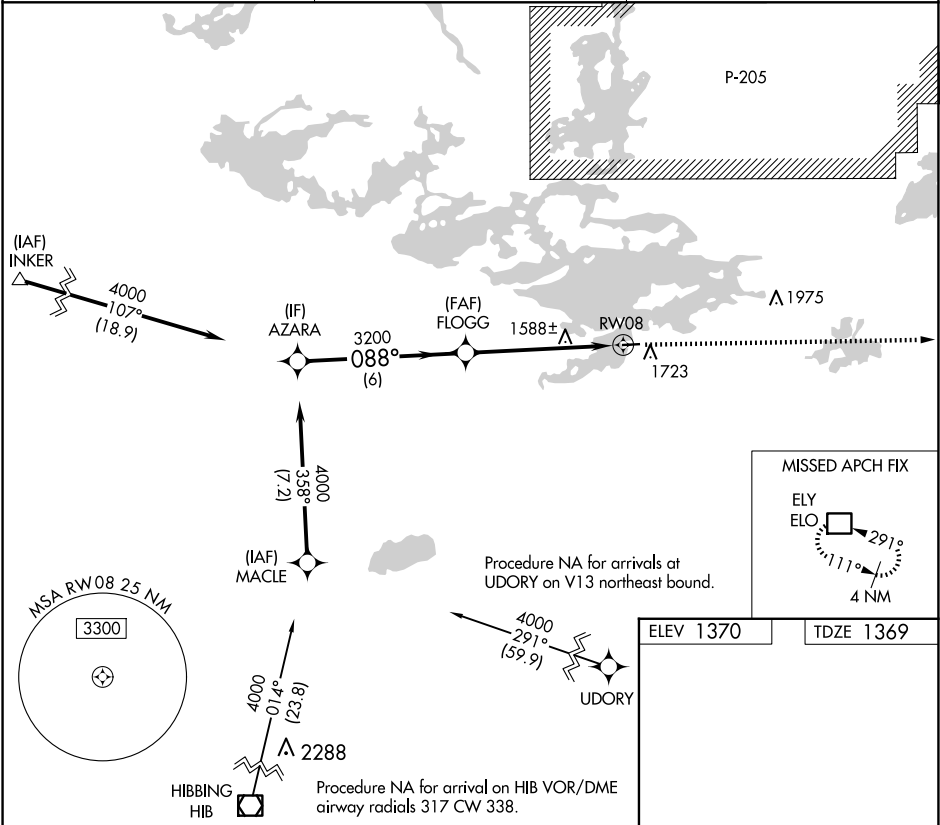 P-205
(IAF)
INKER
4000
107°
(18.9)
(IF)
AZARA
3200
088°
(6)
(FAF)
FLOGG
1588±
RW08
1975
1723
4000
358°
(7.2)
(IAF)
MACLE
MISSED APCH FIX
ELY
ELO
291°
111°
4 NM
Procedure NA for arrivals at
UDORY on V13 northeast bound.
4000
291°
(59.9)
UDORY
MSA RW08 25 NM
3300
4000
014°
(23.8)
2288
HIBBING
HIB
Procedure NA for arrival on HIB VOR/DME
airway radials 317 CW 338.
ELEV 1370
TDZE 1369